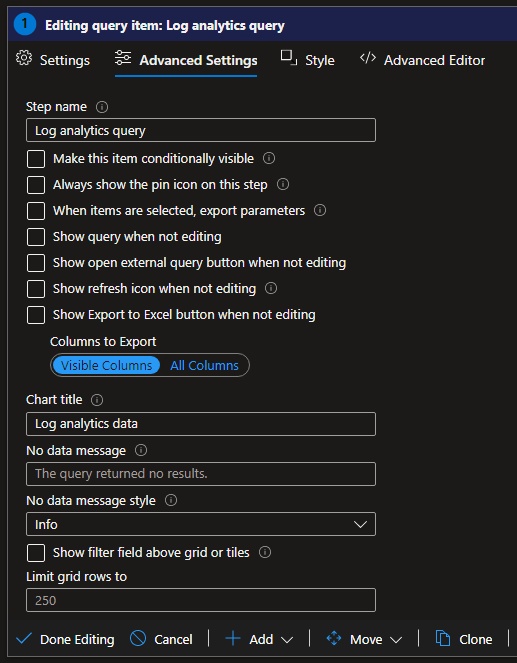 1 Editing query item: Log analytics query
Settings Advanced Settings Style </> Advanced Editor
Step name
Log analytics query
Make this item conditionally visible
Always show the pin icon on this step
When items are selected, export parameters
Show query when not editing
Show open external query button when not editing
Show refresh icon when not editing
Show Export to Excel button when not editing
Columns to Export
Visible Columns All Columns
Chart title
Log analytics data
No data message
The query returned no results.
No data message style
Info
Show filter field above grid or tiles
Limit grid rows to
250
Done Editing Cancel Add Move Clone